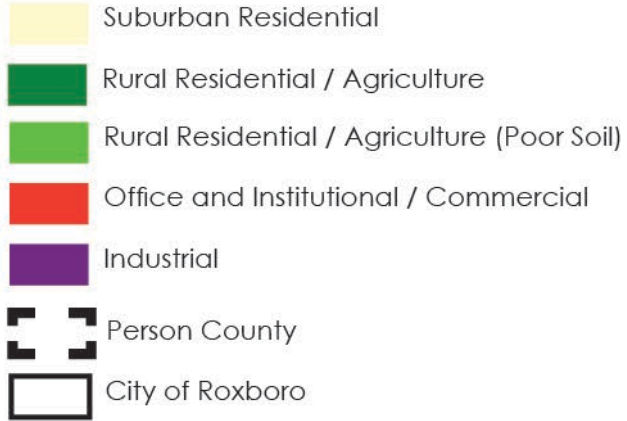 Suburban Residential
Rural Residential / Agriculture
Rural Residential / Agriculture (Poor Soil)
Office and Institutional / Commercial
Industrial
Person County
City of Roxboro